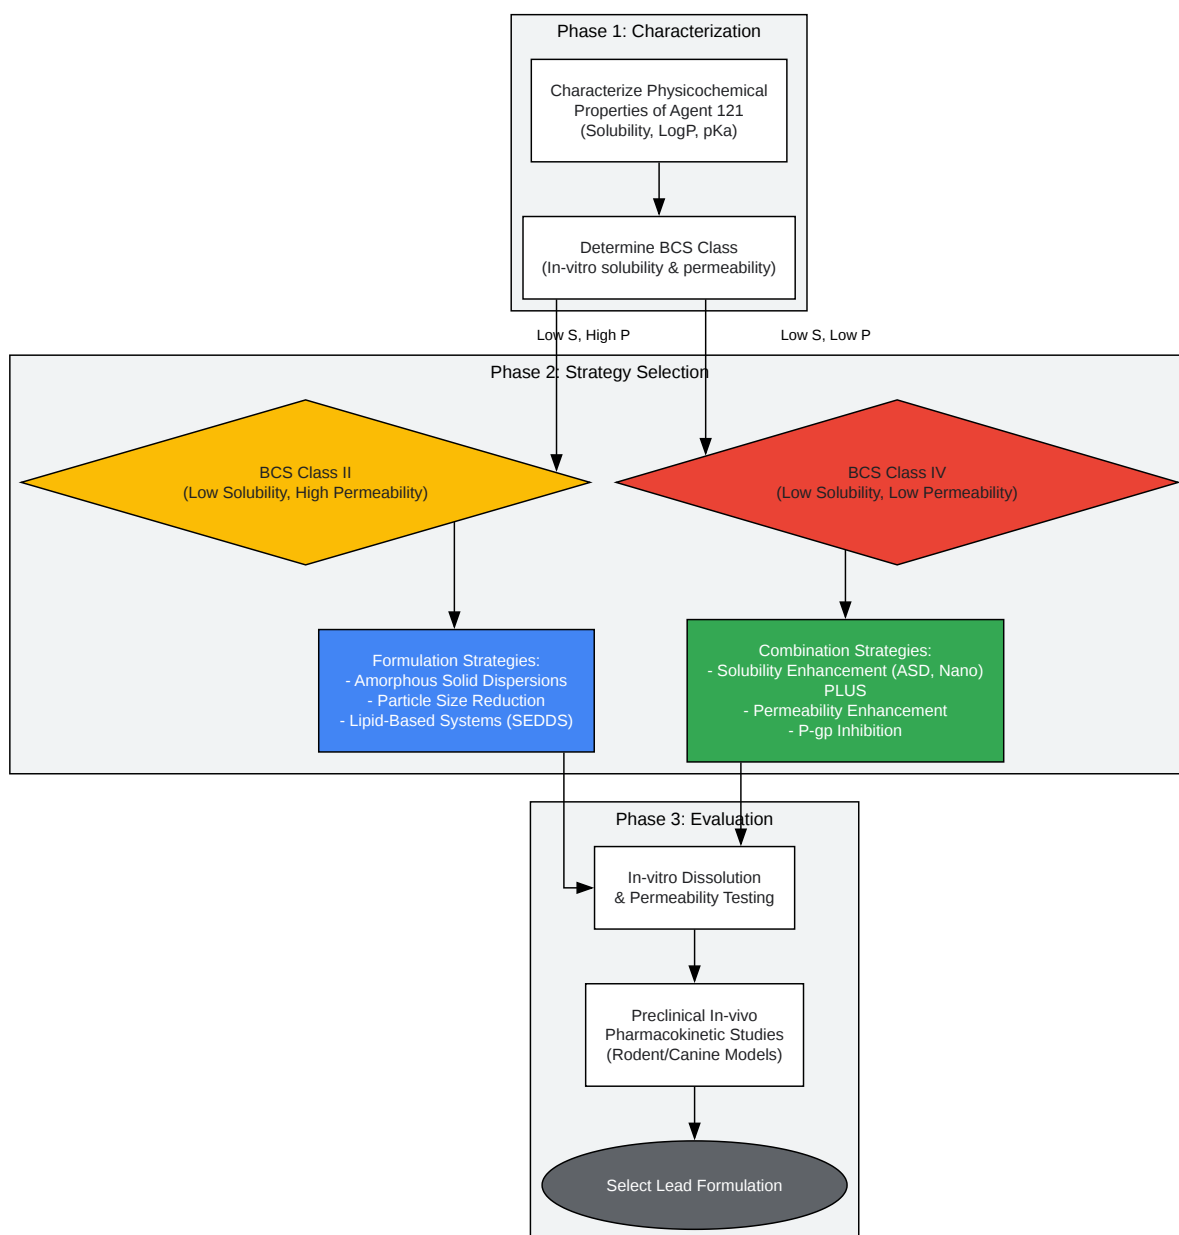 Phase 1: Characterization
Characterize Physicochemical
Properties of Agent 121
(Solubility, LogP, pKa)
Determine BCS Class
(In-vitro solubility & permeability)
Low S, High P
Low S, Low P
Phase 2: Strategy Selection
BCS Class II
(Low Solubility, High Permeability)
BCS Class IV
(Low Solubility, Low Permability)
Formulation Strategies:
- Amorphous Solid Dispersions
- Particle Size Reduction
- Lipid-Based Systems (SEDDS)
Combination Strategies:
- Solubility Enhancement (ASD, Nano)
PLUS
- Permeability Enhancement
- P-gp Inhibition
Phase 3: Evaluation
In-vitro Dissolution
& Permeability Testing
Preclinical In-vivo
Pharmacokinetic Studies
(Rodent/Canine Models)
Select Lead Formulation